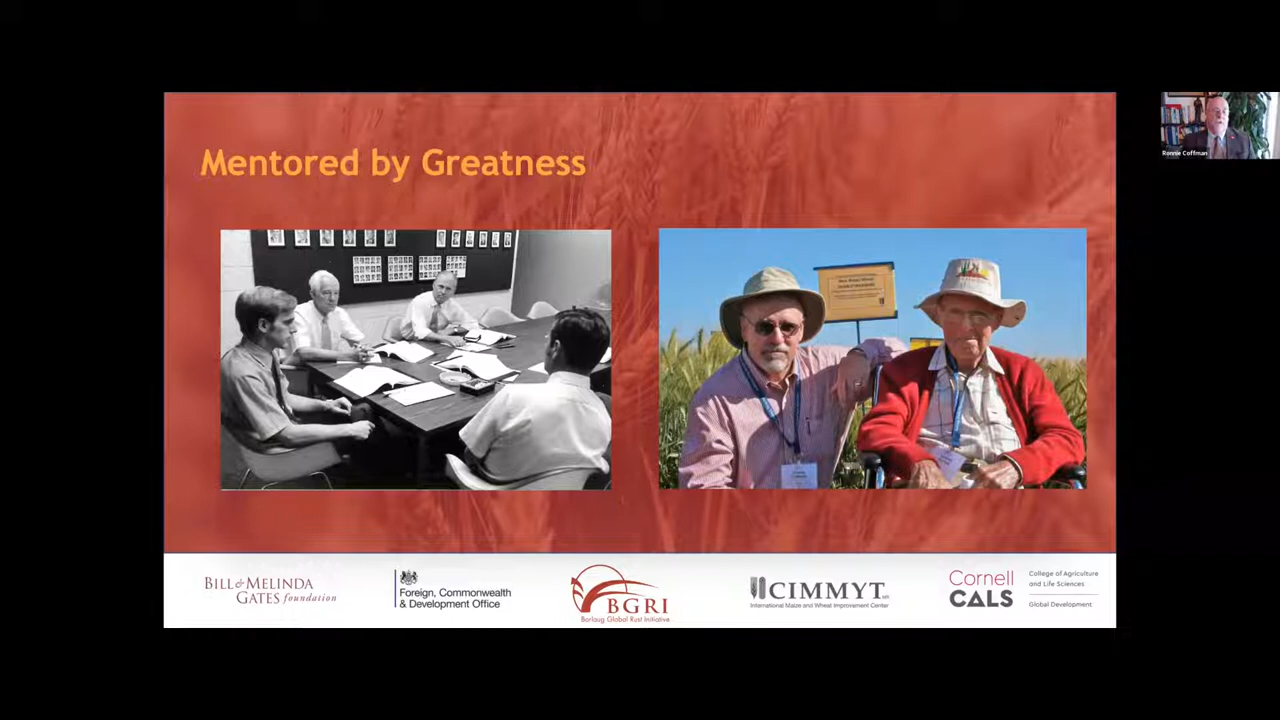 Mentored by Greatness
Ronnie Coffman
BILL & MELINDA
GATES foundation
Foreign, Commonwealth
& Development Office
BGRI
Borlaug Global Rust Initiative
CIMMYT
International Maize and Wheat Improvement Center
Cornell
CALS
College of Agriculture
and Life Sciences
Global Development